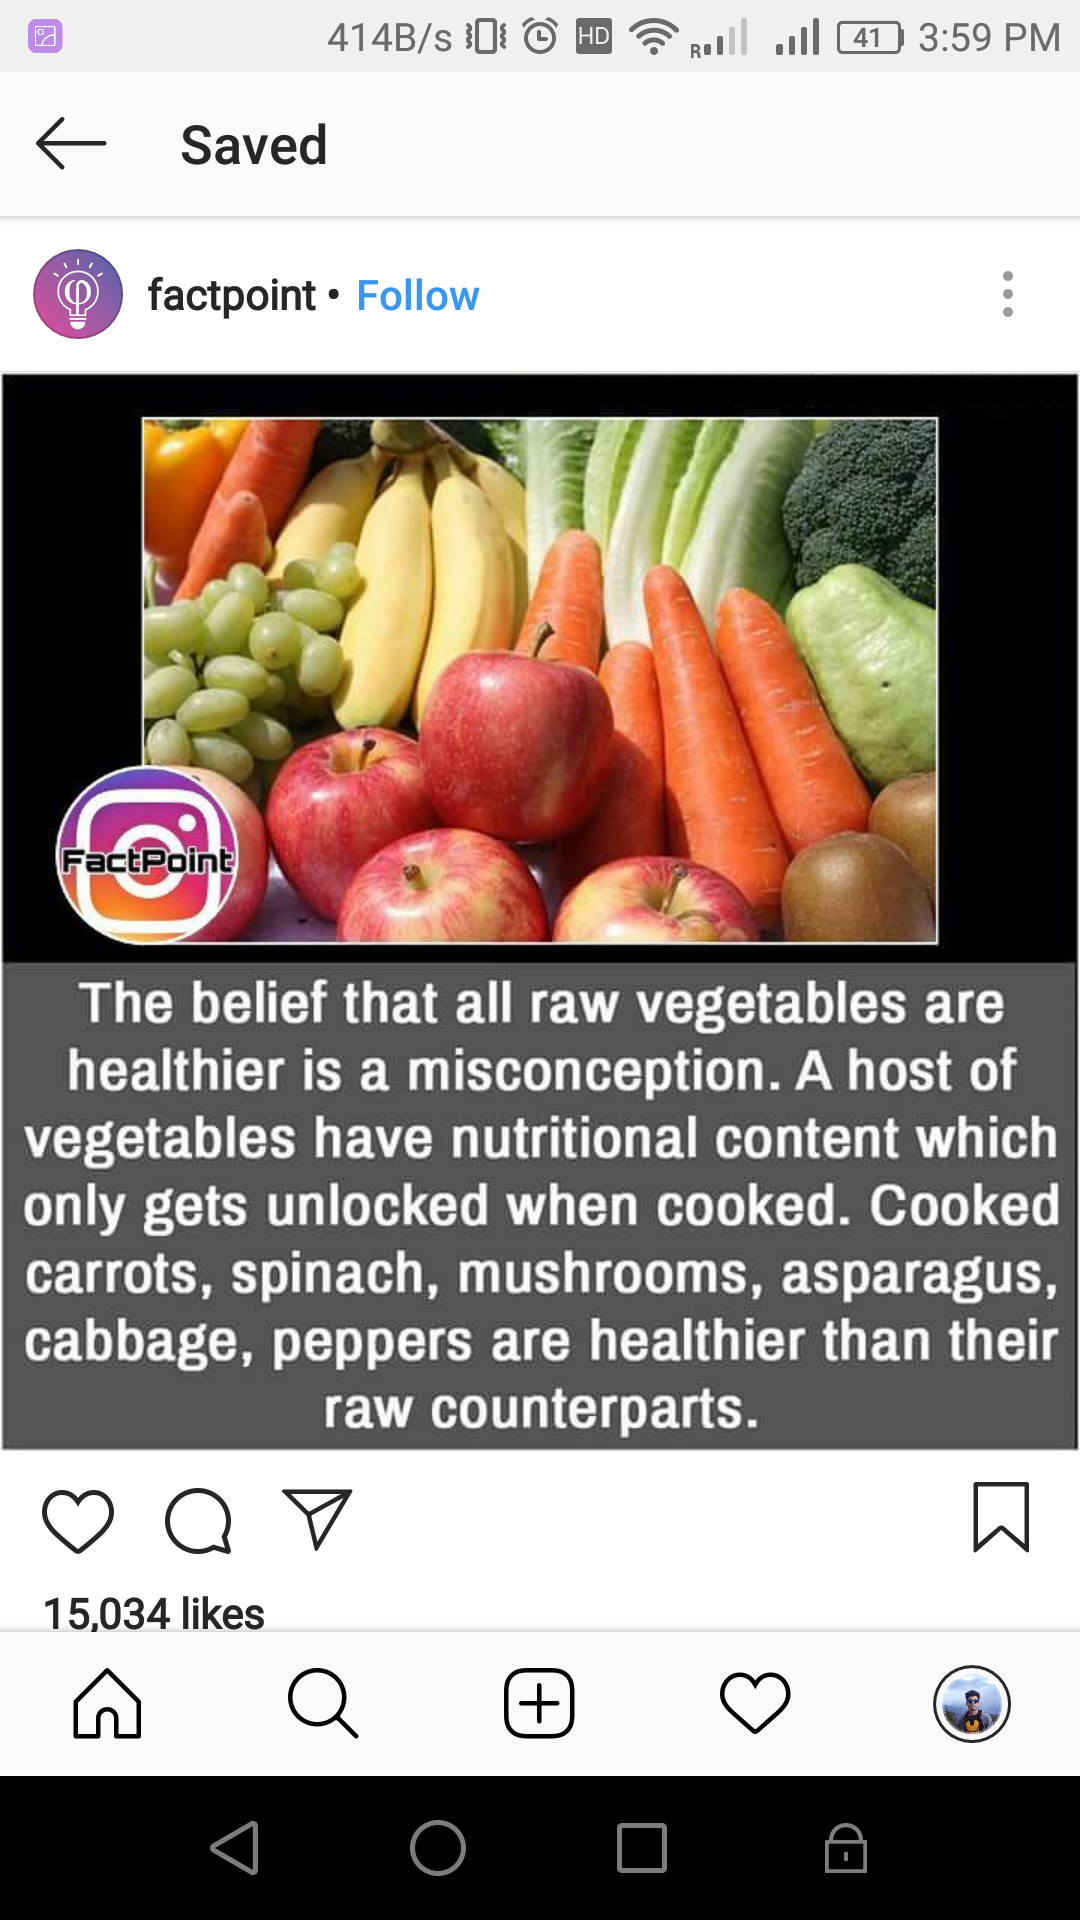 414B/s HD R 41 3:59 PM
Saved
factpoint • Follow
FactPoint
The belief that all raw vegetables are
healthier is a misconception. A host of
vegetables have nutritional content which
only gets unlocked when cooked. Cooked
carrots, spinach, mushrooms, asparagus,
cabbage, peppers are healthier than their
raw counterparts.
15,034 likes